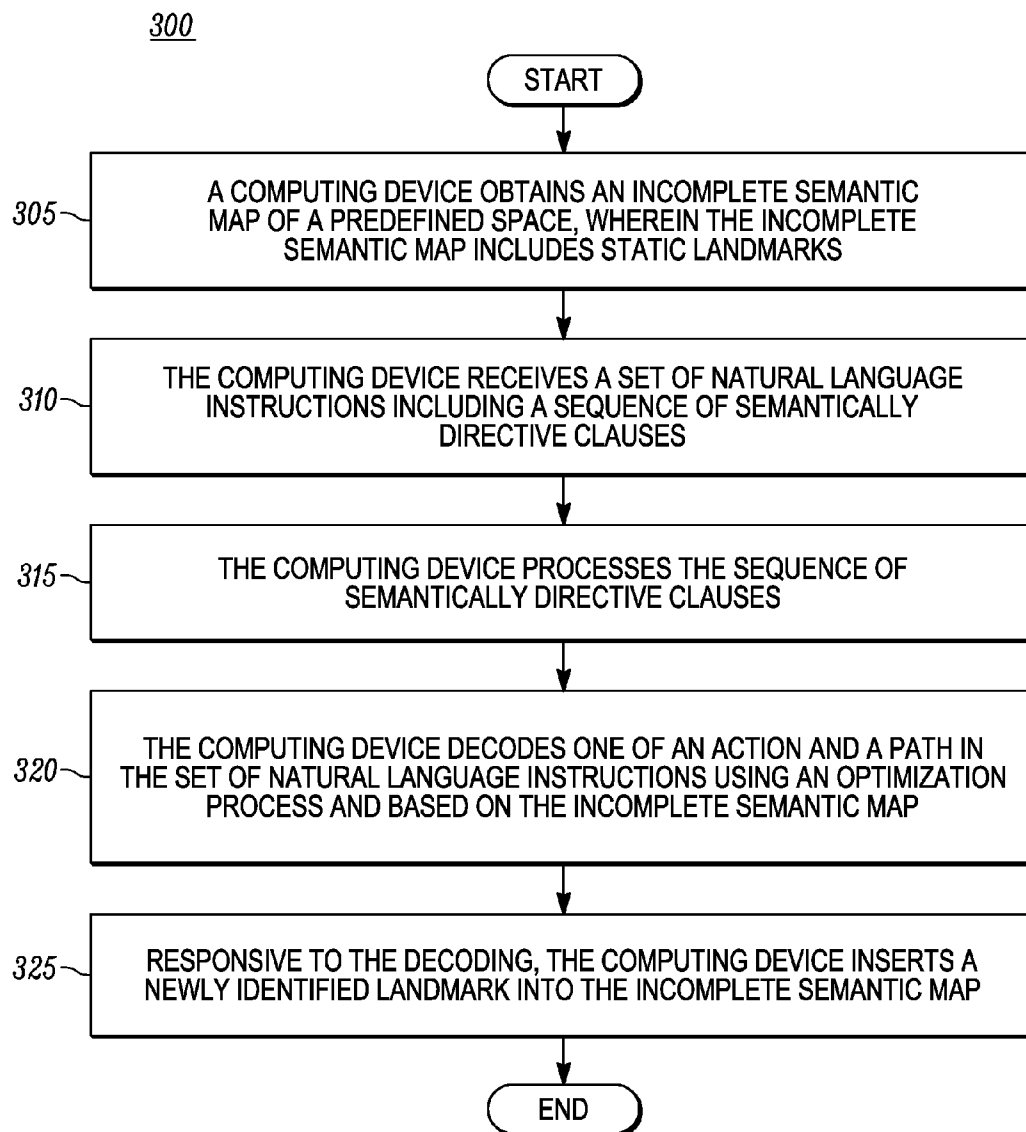 300
START
305
A COMPUTING DEVICE OBTAINS AN INCOMPLETE SEMANTIC
MAP OF A PREDEFINED SPACE, WHEREIN THE INCOMPLETE
SEMANTIC MAP INCLUDES STATIC LANDMARKS
310
THE COMPUTING DEVICE RECEIVES A SET OF NATURAL LANGUAGE
INSTRUCTIONS INCLUDING A SEQUENCE OF SEMANTICALLY
DIRECTIVE CLAUSES
315
THE COMPUTING DEVICE PROCESSES THE SEQUENCE OF
SEMANTICALLY DIRECTIVE CLAUSES
320
THE COMPUTING DEVICE DECODES ONE OF AN ACTION AND A PATH IN
THE SET OF NATURAL LANGUAGE INSTRUCTIONS USING AN OPTIMIZATION
PROCESS AND BASED ON THE INCOMPLETE SEMANTIC MAP
325
RESPONSIVE TO THE DECODING, THE COMPUTING DEVICE INSERTS A
NEWLY IDENTIFIED LANDMARK INTO THE INCOMPLETE SEMANTIC MAP
END